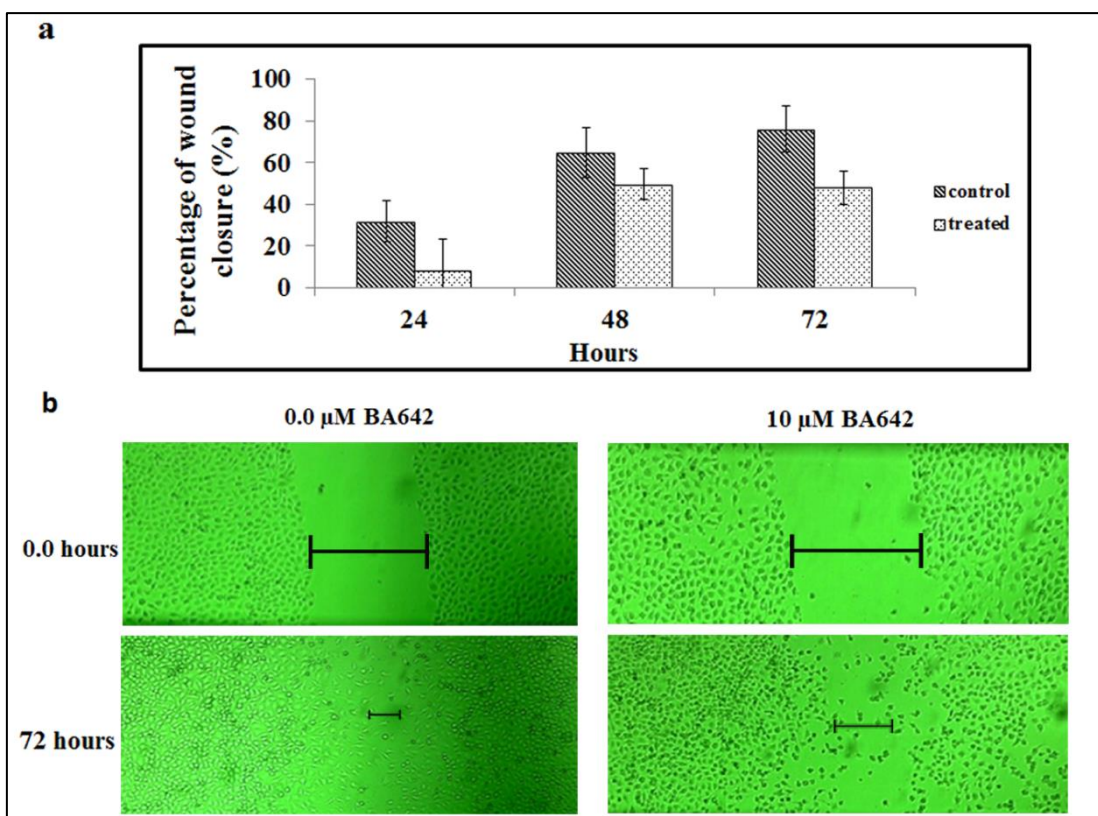 a
Percentage of wound
closure (%)
100
80
60
40
20
0
24
48
72
Hours
control
treated
b
0.0 µM BA642
10 µM BA642
0.0 hours
72 hours